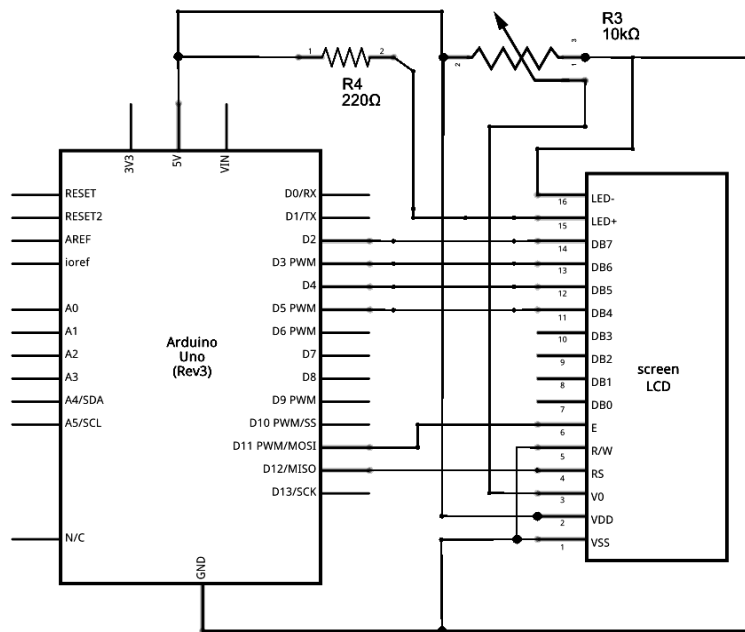 R3
10kΩ
3
1
2
1
2
R4
220Ω
3V3
5V
VIN
RESET
RESET2
AREF
ioref
A0
A1
A2
A3
A4/SDA
A5/SCL
N/C
Arduino
Uno
(Rev3)
D0/RX
D1/TX
D2
D3 PWM
D4
D5 PWM
D6 PWM
D7
D8
D9 PWM
D10 PWM/SS
D11 PWM/MOSI
D12/MISO
D13/SCK
GND
16 LED-
15 LED+
14 DB7
13 DB6
12 DB5
11 DB4
10 DB3
9 DB2
8 DB1
7 DB0
6 E
5 R/W
4 RS
3 V0
2 VDD
1 VSS
screen
LCD